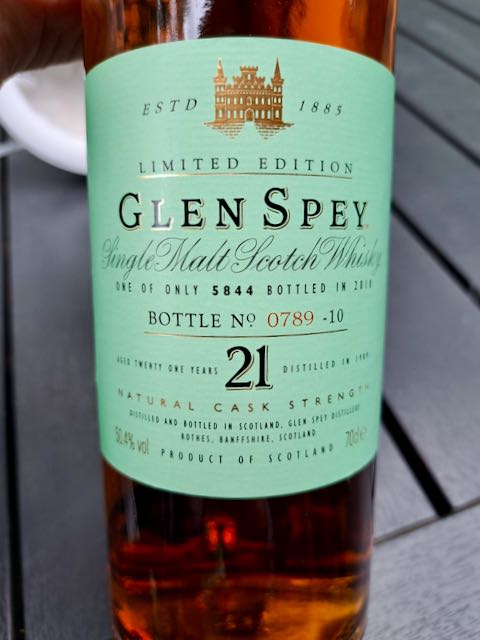 ESTD 1885
LIMITED EDITION
GLEN SPEY
Single Malt Scotch Whisky
ONE OF ONLY 5844 BOTTLED IN 2010
BOTTLE Nº 0789 -10
AGED TWENTY ONE YEARS 21 DISTILLED IN 1989
NATURAL CASK STRENGTH
DISTILLED AND BOTTLED IN SCOTLAND, GLEN SPEY DISTILLERY
ROTHES, BANFFSHIRE, SCOTLAND
50.4% vol 70cl e
PRODUCT OF SCOTLAND